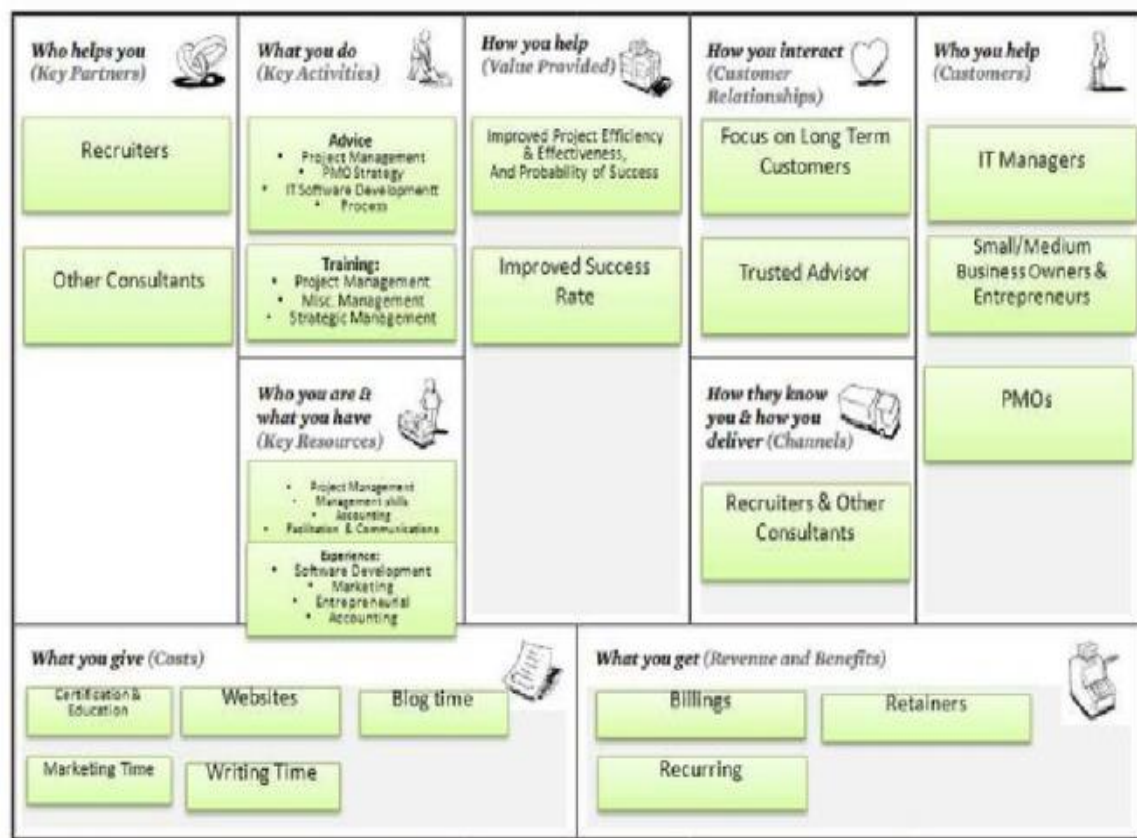 Who helps you
(Key Partners)
Recruiters
Other Consultants
What you do
(Key Activities)
Advice
• Project Management
• PMO Strategy
• IT Software Developmentt
• Process
Training:
• Project Management
• Misc. Management
• Strategic Management
Who you are &
what you have
(Key Resources)
• Project Management
• Management skills
• Accounting
• Facilitation & Communications
Experience:
• Software Development
• Marketing
• Entrepreneurial
• Accounting
How you help
(Value Provided)
Improved Project Efficiency
& Effectiveness,
And Probability of Success
Improved Success
Rate
How you interact
(Customer
Relationships)
Focus on Long Term
Customers
Trusted Advisor
How they know
you & how you
deliver (Channels)
Recruiters & Other
Consultants
Who you help
(Customers)
IT Managers
Small/Medium
Business Owners &
Entrepreneurs
PMOs
What you give (Costs)
Certification &
Education
Websites
Blog time
Marketing Time
Writing Time
What you get (Revenue and Benefits)
Billings
Retainers
Recurring